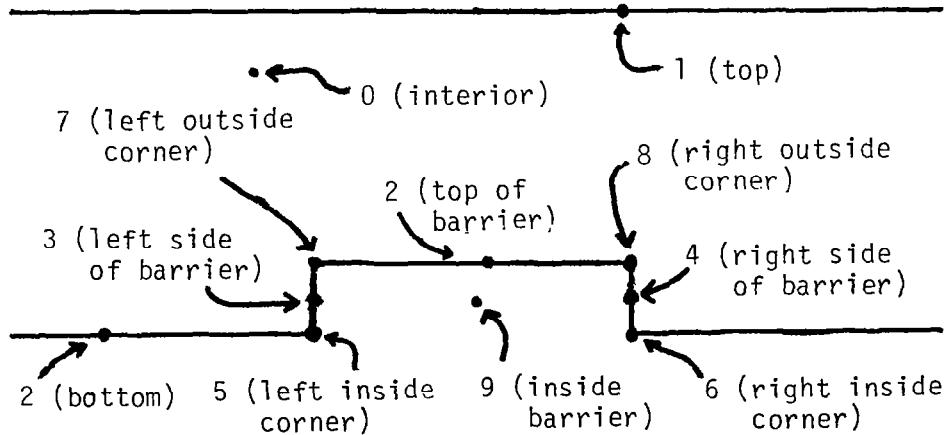 1 (top)
0 (interior)
7 (left outside
corner)
8 (right outside
corner)
2 (top of
barrier)
3 (left side
of barrier)
4 (right side
of barrier)
2 (bottom)
5 (left inside
corner)
9 (inside
barrier)
6 (right inside
corner)